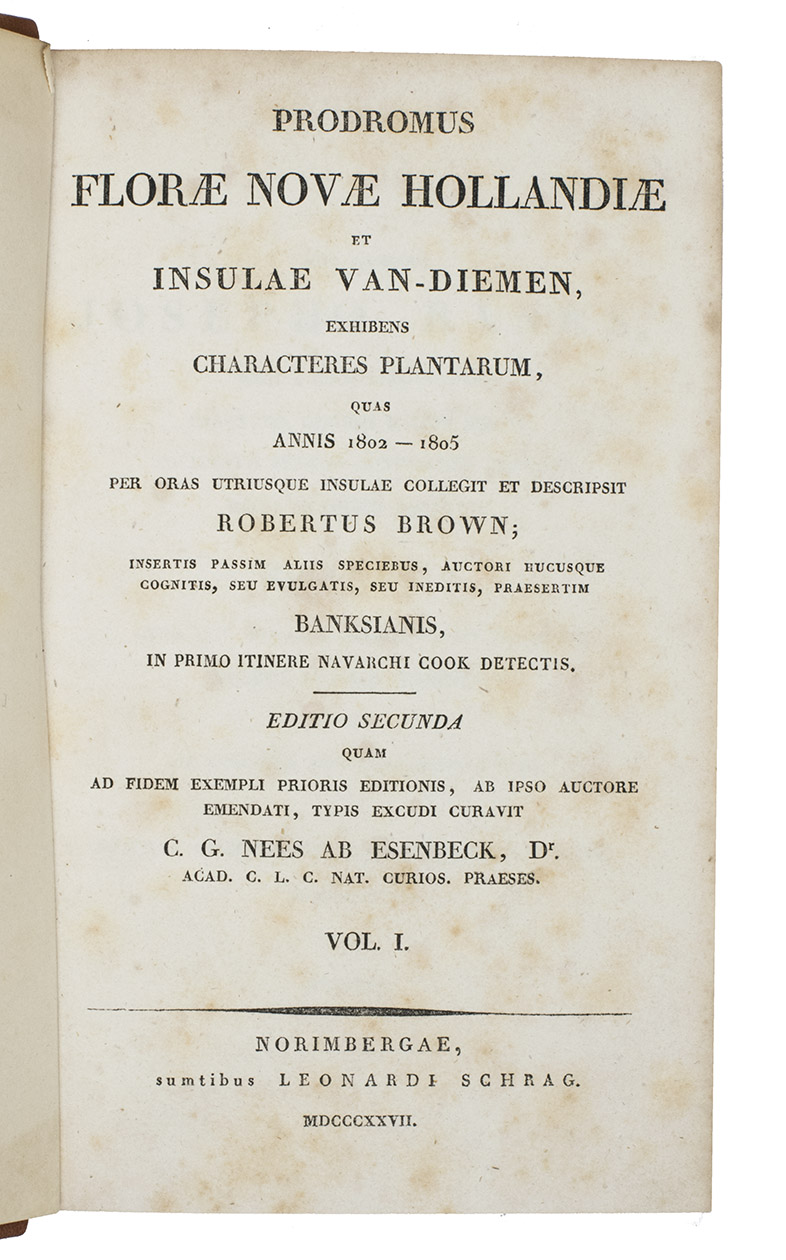 PRODROMUS
FLORÆ NOVÆ HOLLANDIÆ
ET
INSULAE VAN-DIEMEN,
EXHIBENS
CHARACTERES PLANTARUM,
QUAS
ANNIS 1802 — 1805
PER ORAS UTRIUSQUE INSULAE COLLEGIT ET DESCRIPSIT
ROBERTUS BROWN;
INSERTIS PASSIM ALIIS SPECIEBUS, AUCTORI HUCUSQUE
COGNITIS, SEU EVULGATIS, SEU INEDITIS, PRAESERTIM
BANKSIANIS,
IN PRIMO ITINERE NAVARCHI COOK DETECTIS.
EDITIO SECUNDA
QUAM
AD FIDEM EXEMPLI PRIORIS EDITIONIS, AB IPSO AUCTORE
EMENDATI, TYPIS EXCUDI CURAVIT
C. G. NEES AB ESENBECK, Dr.
ACAD. C. L. C. NAT. CURIOS. PRAESES.
VOL. I.
NORIMBERGAE,
sumtibus LEONARDI SCHRAG.
MDCCCXXVII.